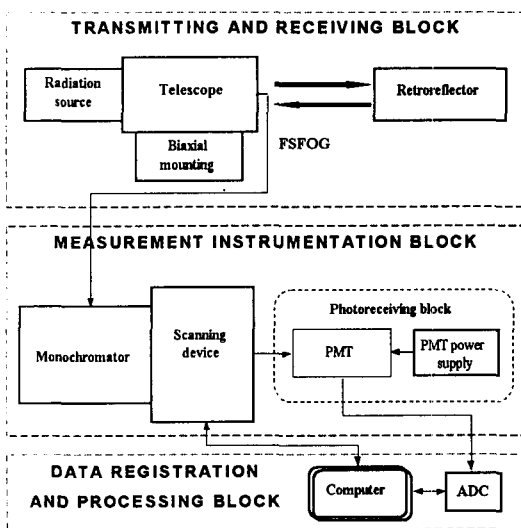 TRANSMITTING AND RECEIVING BLOCK
Radiation
source
Telescope
Retroreflector
Biaxial
mounting
FSFOG
MEASUREMENT INSTRUMENTATION BLOCK
Photoreceiving block
Monochromator
Scanning
device
PMT
PMT power
supply
DATA REGISTRATION
AND PROCESSING BLOCK
Computer
ADC